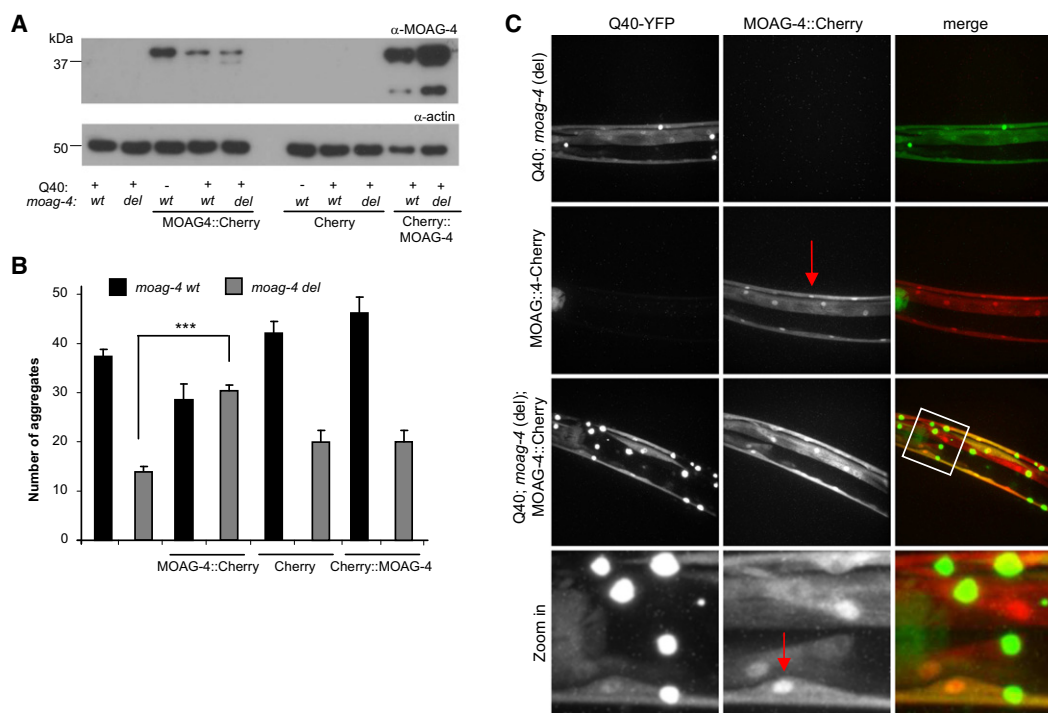 A
kDa
α-MOAG-4
37
α-actin
50
Q40: + + - + + - + + + +
moag-4: wt del wt wt del wt wt del wt del
MOAG4::Cherry Cherry Cherry::
MOAG-4
B
moag-4 wt moag-4 del
***
Number of aggregates
50
40
30
20
10
0
MOAG-4::Cherry Cherry Cherry::MOAG-4
C
Q40-YFP MOAG-4::Cherry merge
Q40; moag-4 (del)
MOAG::4-Cherry
Q40; moag-4 (del);
MOAG-4::Cherry
Zoom in